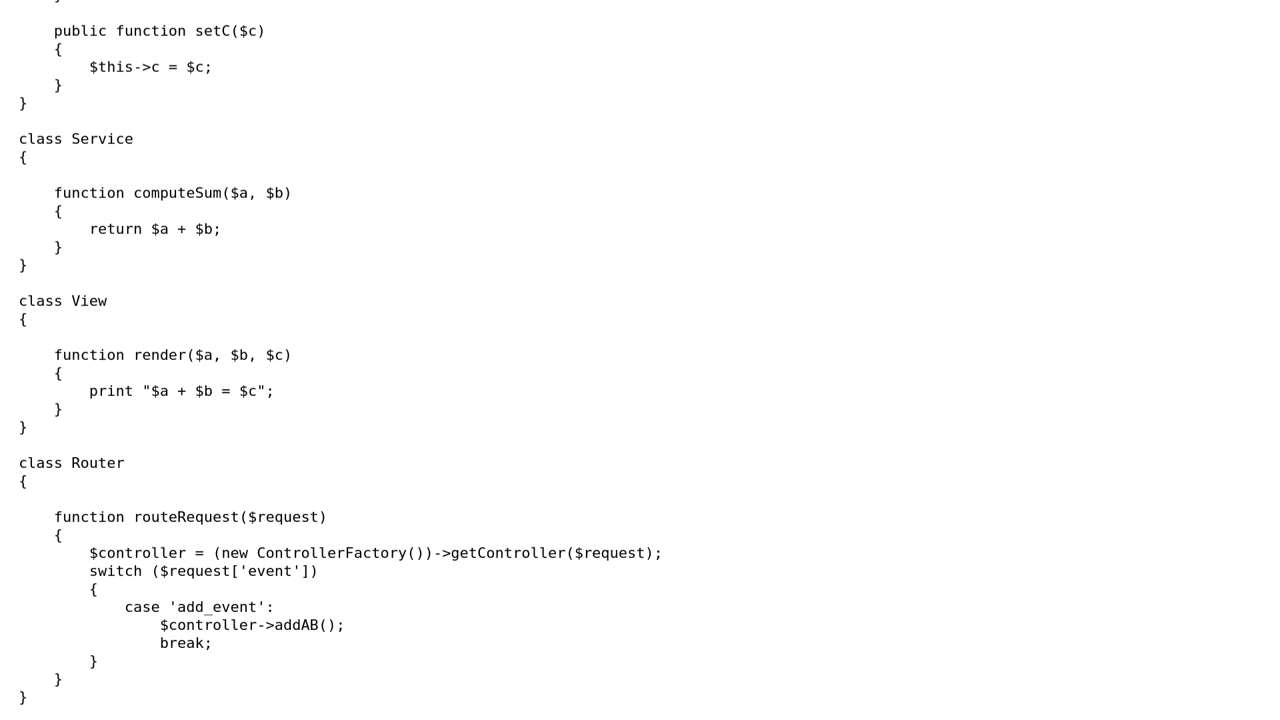 }
    public function setC($c)
    {
        $this->c = $c;
    }
}
class Service
{
    function computeSum($a, $b)
    {
        return $a + $b;
    }
}
class View
{
    function render($a, $b, $c)
    {
        print "$a + $b = $c";
    }
}
class Router
{
    function routeRequest($request)
    {
        $controller = (new ControllerFactory())->getController($request);
        switch ($request['event'])
        {
            case 'add_event':
                $controller->addAB();
                break;
        }
    }
}